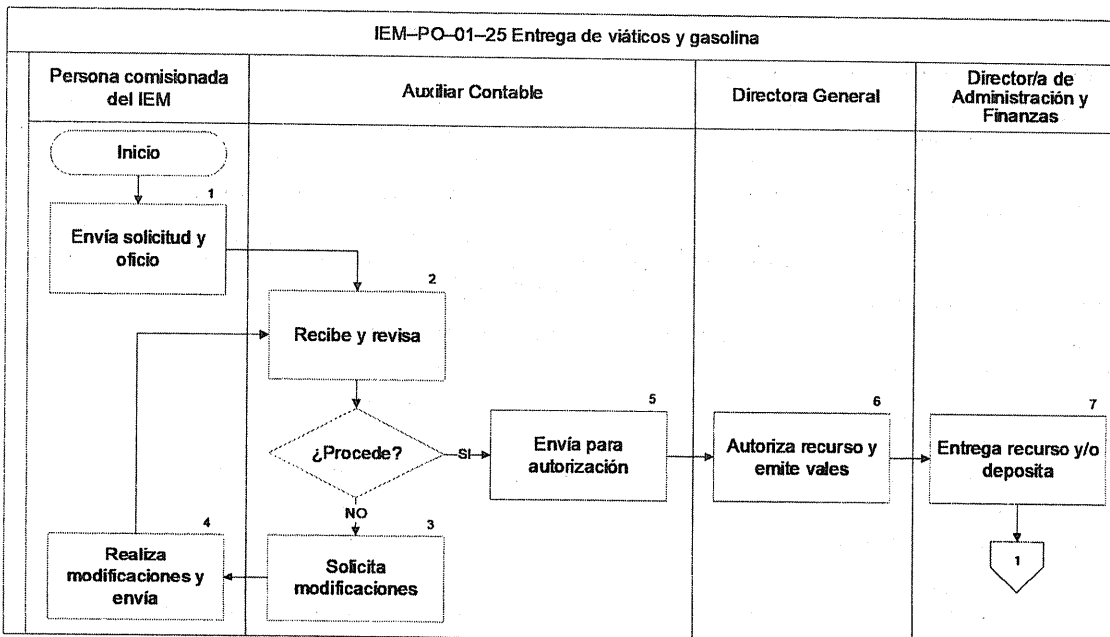 IEM–PO–01–25 Entrega de viáticos y gasolina
Persona comisionada
del IEM
Auxiliar Contable
Directora General
Director/a de
Administración y
Finanzas
Inicio
1
Envía solicitud y
oficio
2
Recibe y revisa
¿Procede?
SI
5
Envía para
autorización
6
Autoriza recurso y
emite vales
7
Entrega recurso y/o
deposita
NO
4
Realiza
modificaciones y
envía
3
Solicita
modificaciones
1